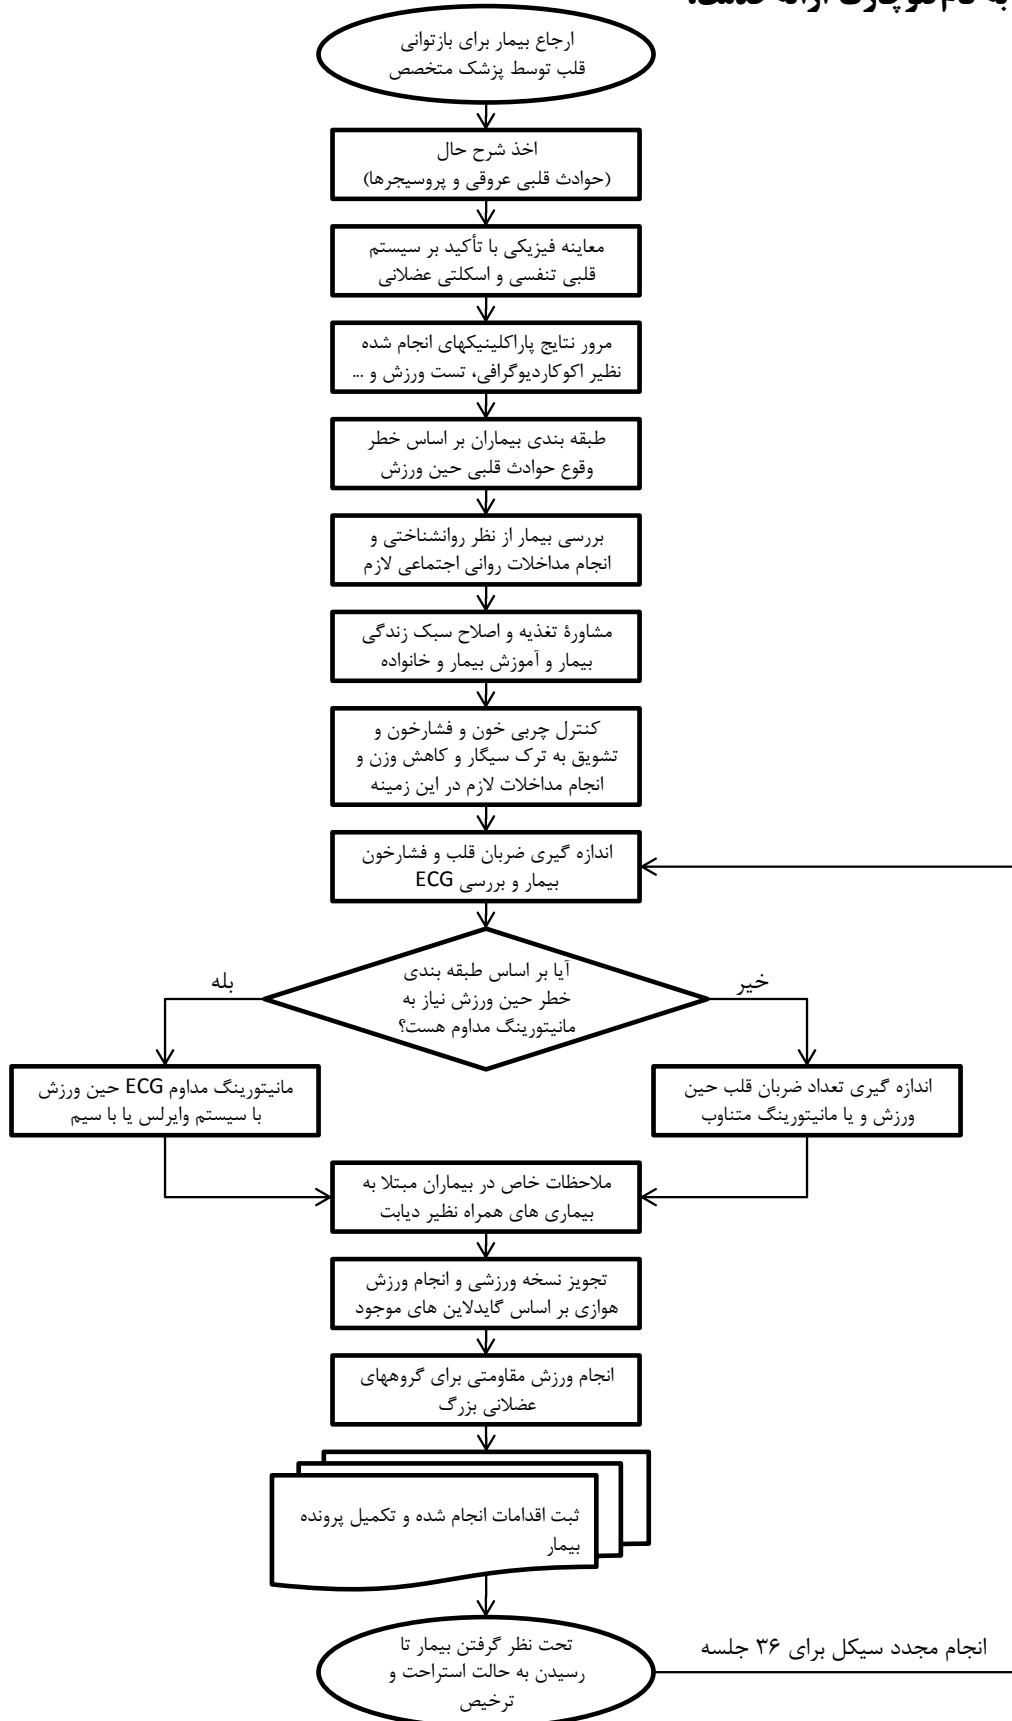 ارجاع بیمار برای بازتوانی
قلب توسط پزشک متخصص
اخذ شرح حال
(حوادث قلبی عروقی و پروسیجرها)
معاینه فیزیکی با تأکید بر سیستم
قلبی تنفسی و اسکلتی عضلانی
مرور نتایج پاراکلینیکهای انجام شده
نظیر اکوکاردیوگرافی، تست ورزش و ...
طبقه بندی بیماران بر اساس خطر
وقوع حوادث قلبی حین ورزش
بررسی بیمار از نظر روانشناختی و
انجام مداخلات روانی اجتماعی لازم
مشاورۀ تغذیه و اصلاح سبک زندگی
بیمار و آموزش بیمار و خانواده
کنترل چربی خون و فشارخون و
تشویق به ترک سیگار و کاهش وزن و
انجام مداخلات لازم در این زمینه
اندازه گیری ضربان قلب و فشارخون
بیمار و بررسی ECG
آیا بر اساس طبقه بندی
خطر حین ورزش نیاز به
مانیتورینگ مداوم هست؟
خیر
بله
اندازه گیری تعداد ضربان قلب حین
ورزش و یا مانیتورینگ متناوب
مانیتورینگ مداوم ECG حین ورزش
با سیستم وایرلس یا با سیم
ملاحظات خاص در بیماران مبتلا به
بیماری های همراه نظیر دیابت
تجویز نسخه ورزشی و انجام ورزش
هوازی بر اساس گایدلاین های موجود
انجام ورزش مقاومتی برای گروههای
عضلانی بزرگ
ثبت اقدامات انجام شده و تکمیل پرونده
بیمار
تحت نظر گرفتن بیمار تا
رسیدن به حالت استراحت و
ترخیص
انجام مجدد سیکل برای ۳۶ جلسه